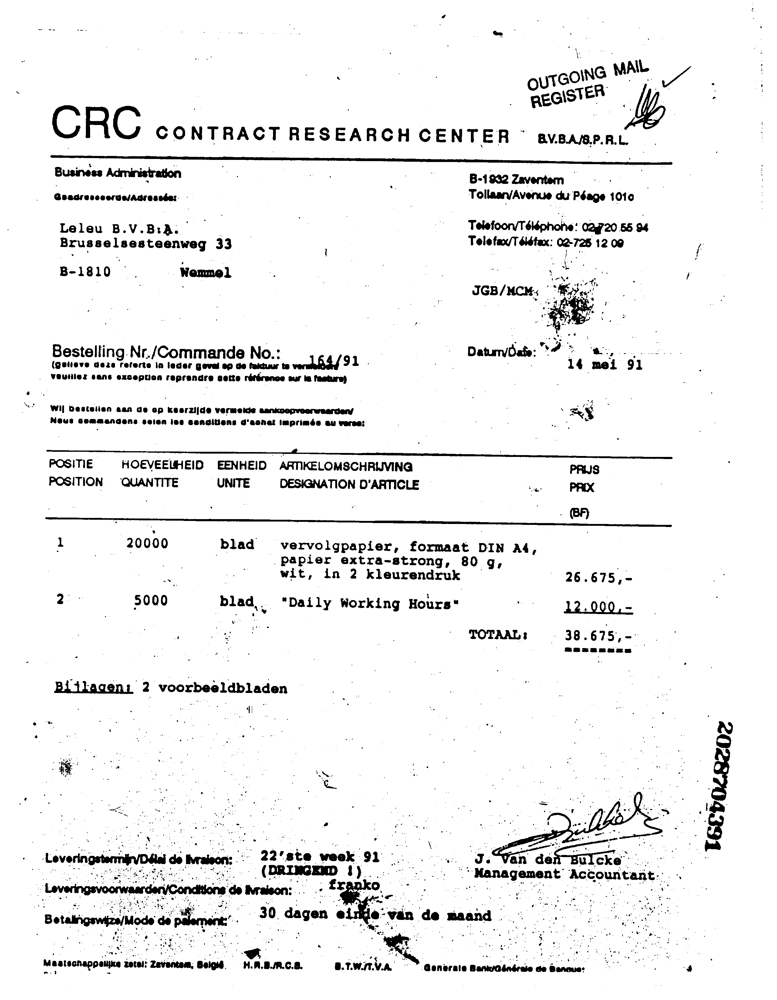 OUTGOING MAIL
REGISTER
CRC CONTRACT RESEARCH CENTER B.V.B.A./S.P.R.L.
Business Administration
Geadresseerde/Adressée:
B-1932 Zaventem
Tollaan/Avenue du Péage 101c
Leleu B.V.B.A.
Brusselsesteenweg 33
B-1810 Wemmel
Telefoon/Téléphone: 02-720 55 94
Telefax/Téléfax: 02-725 12 09
JGB/MCM
Bestelling Nr./Commande No.: 164/91
(gelieve deze referte in ieder geval op de faktuur te vermelden/
veuillez sans exception reprendre cette référence sur la facture)
Datum/Date: 14 mei 91
Wij bestellen aan de op keerzijde vermelde aankoopvoorwaarden/
Nous commandons selon les conditions d'achat imprimée au verso:
POSITIE HOEVEELHEID EENHEID ARTIKELOMSCHRIJVING PRIJS
POSITION QUANTITE UNITE DESIGNATION D'ARTICLE PRIX
(BF)
1 20000 blad vervolgpapier, formaat DIN A4,
papier extra-strong, 80 g,
wit, in 2 kleurendruk 26.675,-
2 5000 blad "Daily Working Hours" 12.000,-
TOTAAL: 38.675,-
========
Bijlagen: 2 voorbeeldbladen
2028704391
Leveringstermijn/Délai de livraison: 22'ste week 91
(DRINGEND !)
Leveringsvoorwaarden/Conditions de livraison: franko
Betalingswijze/Mode de paiement: 30 dagen einde van de maand
J. Van den Bulcke
Management Accountant
Maatschappelijke zetel: Zaventem, België H.R.B./R.C.B. B.T.W./T.V.A. Generale Bank/Générale de Banque: